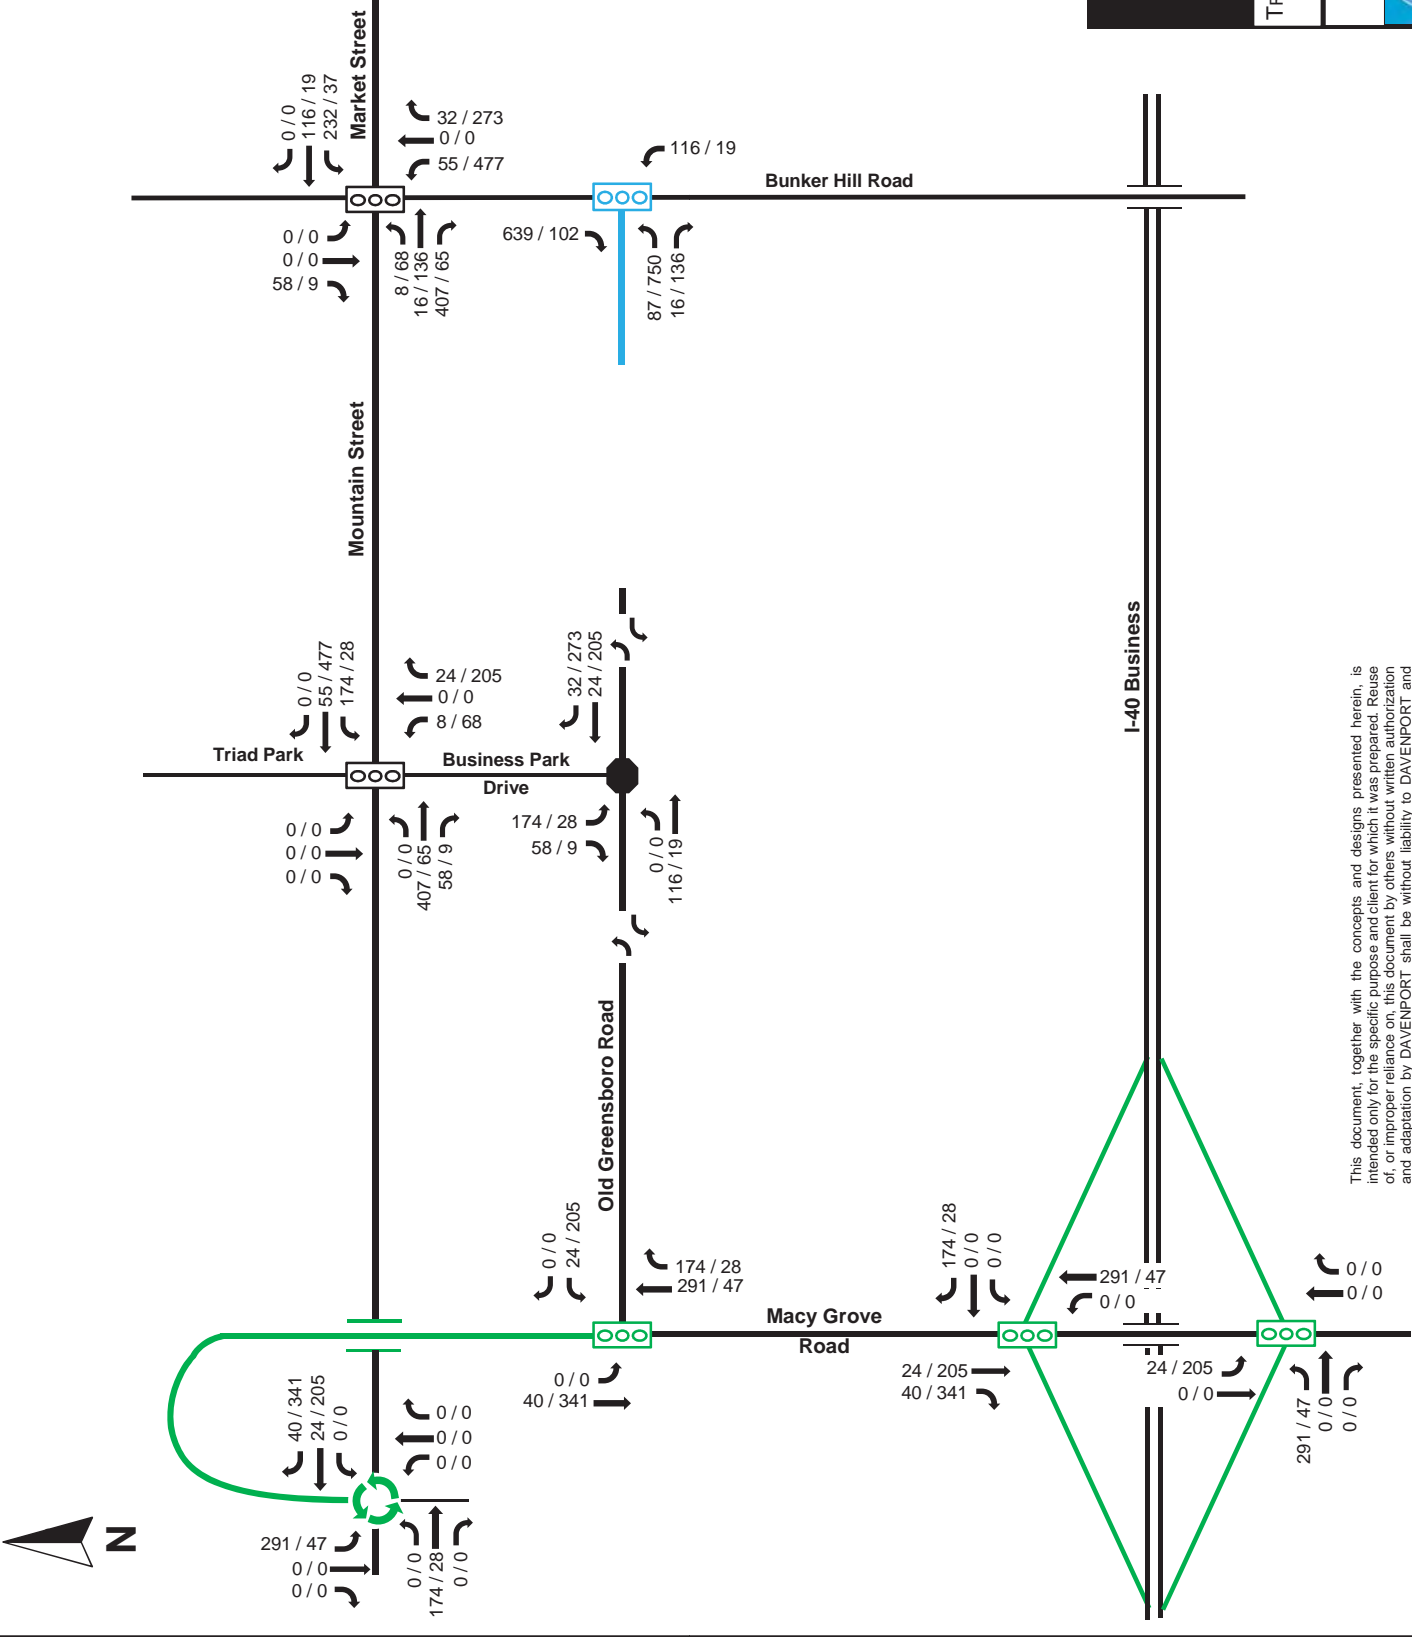 TR
Market Street
0 / 0
116 / 19
232 / 37
32 / 273
0 / 0
55 / 477
116 / 19
Bunker Hill Road
0 / 0
0 / 0
58 / 9
8 / 68
16 / 136
407 / 65
639 / 102
87 / 750
16 / 136
Mountain Street
0 / 0
55 / 477
174 / 28
24 / 205
0 / 0
8 / 68
32 / 273
24 / 205
Triad Park
Business Park
Drive
0 / 0
0 / 0
0 / 0
0 / 0
407 / 65
58 / 9
174 / 28
58 / 9
0 / 0
116 / 19
I-40 Business
Old Greensboro Road
0 / 0
24 / 205
174 / 28
291 / 47
0 / 0
40 / 341
Macy Grove
Road
174 / 28
0 / 0
0 / 0
291 / 47
0 / 0
24 / 205
40 / 341
0 / 0
0 / 0
24 / 205
0 / 0
291 / 47
0 / 0
0 / 0
40 / 341
24 / 205
0 / 0
0 / 0
0 / 0
0 / 0
291 / 47
0 / 0
0 / 0
0 / 0
174 / 28
0 / 0
N
This document, together with the concepts and designs presented herein, is
intended only for the specific purpose and client for which it was prepared. Reuse
of, or improper reliance on, this document by others without written authorization
and adaptation by DAVENPORT shall be without liability to DAVENPORT and